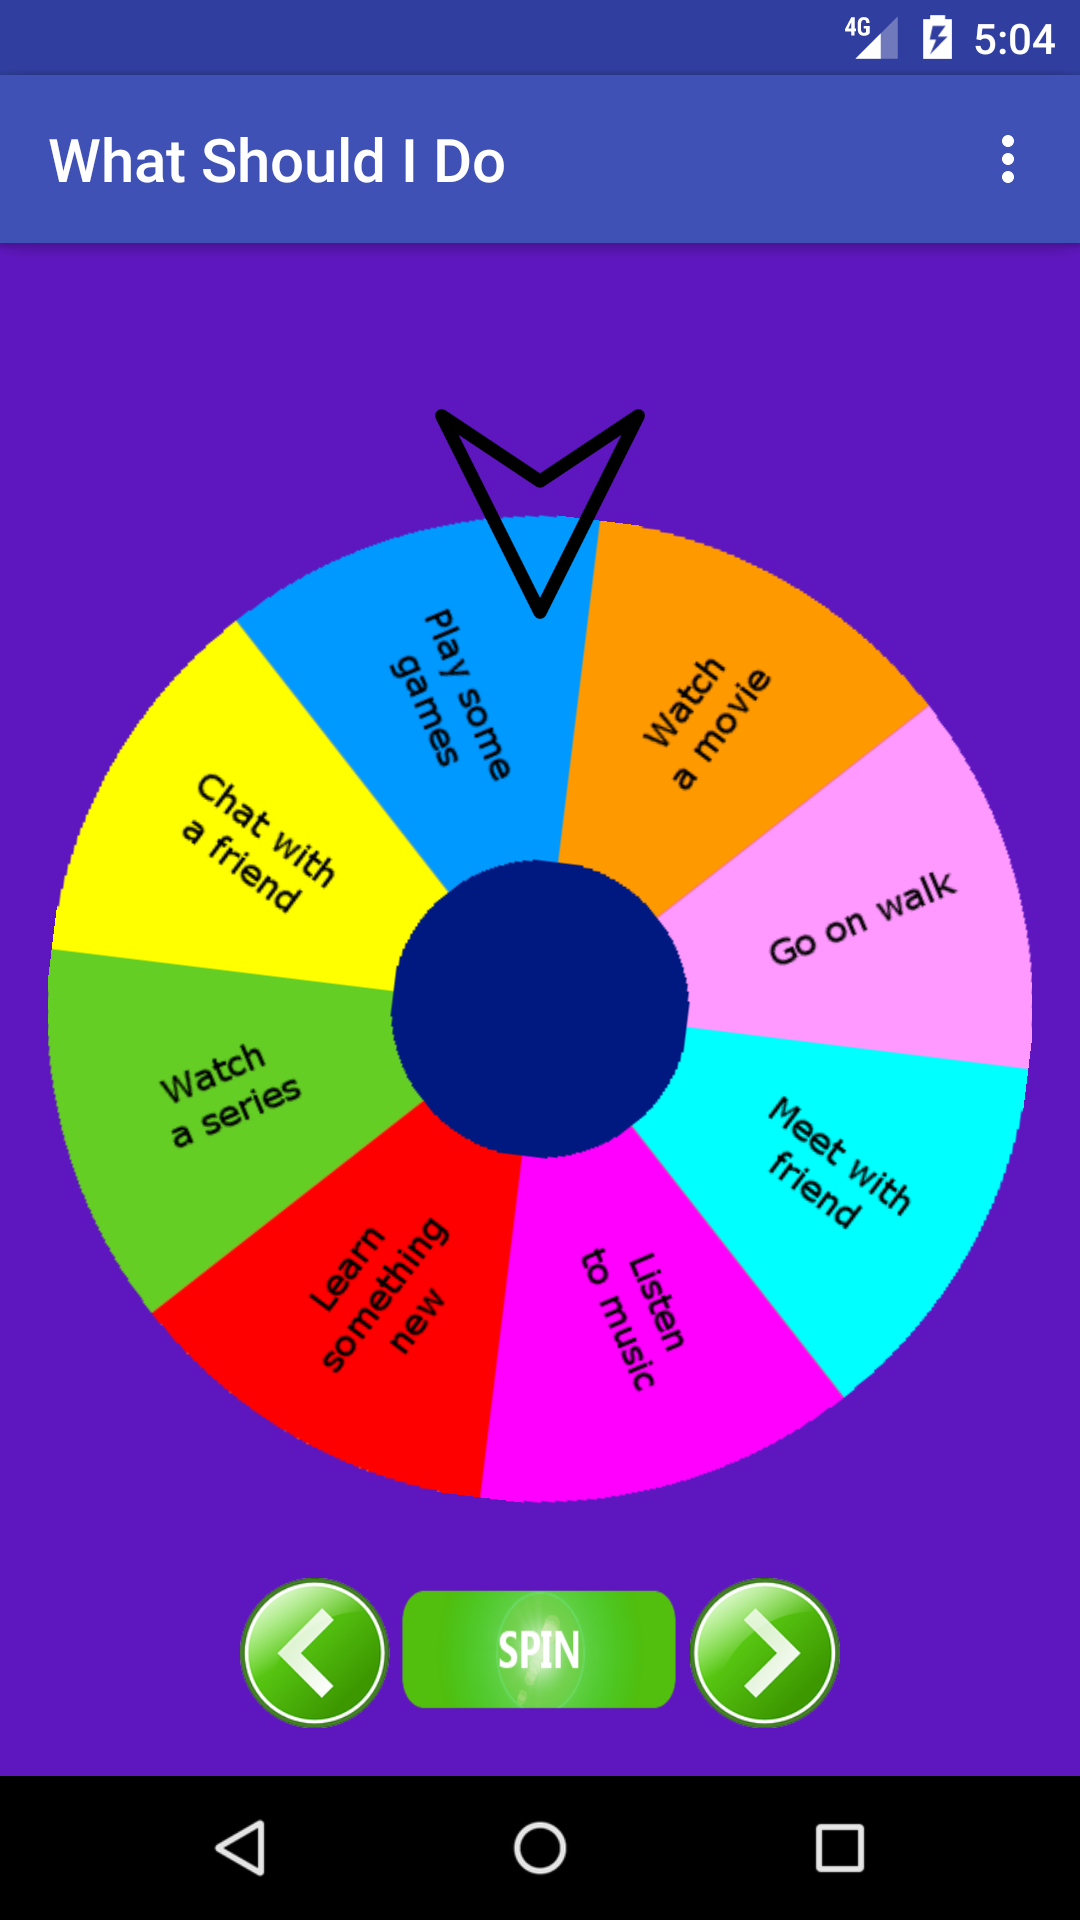 4G 5:04
What Should I Do
Play some
games
Watch
a movie
Chat with
a friend
Go on walk
Watch
a series
Meet with
friend
Learn
something
new
Listen
to music
SPIN